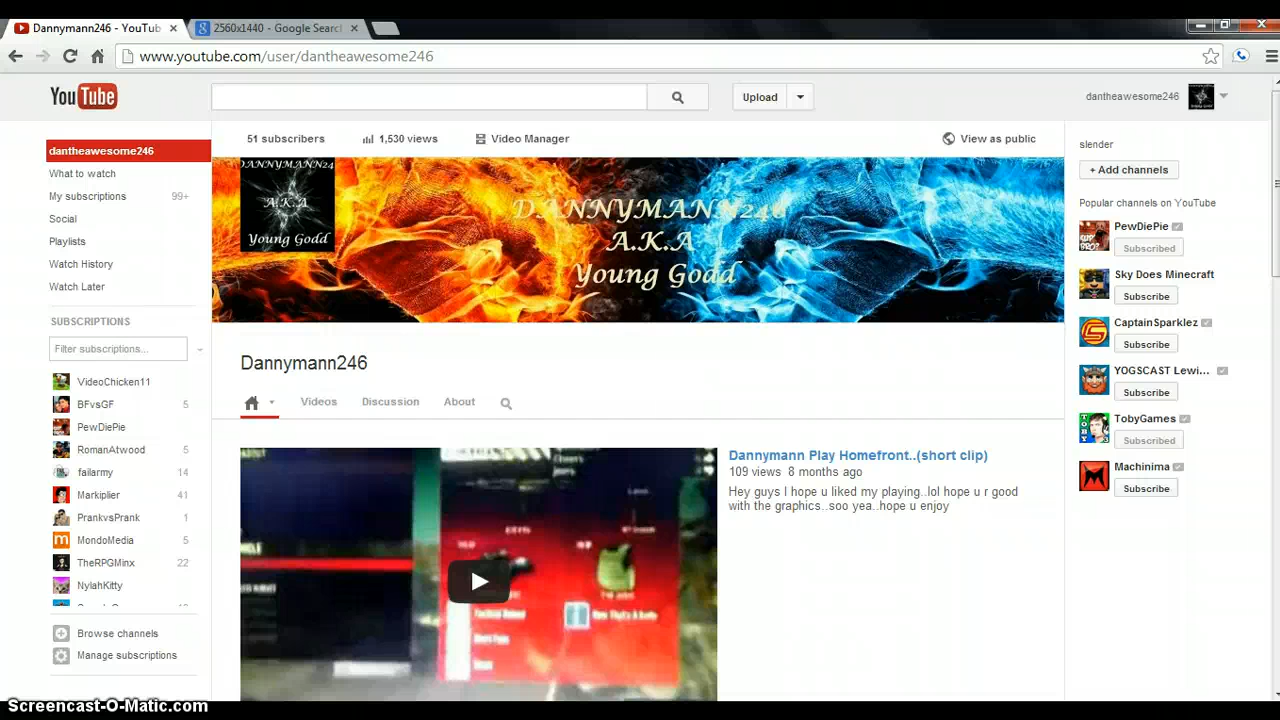 Dannymann246 - YouTub
2560x1440 - Google Search
www.youtube.com/user/dantheawesome246
YouTube
Upload
dantheawesome246
51 subscribers
1,530 views
Video Manager
View as public
dantheawesome246
What to watch
My subscriptions 99+
Social
Playlists
Watch History
Watch Later
SUBSCRIPTIONS
Filter subscriptions...
VideoChicken11
BFvsGF 5
PewDiePie
RomanAtwood 5
failarmy 14
Markiplier 41
PrankvsPrank 1
MondoMedia 5
TheRPGMinx 22
NylahKitty
Browse channels
Manage subscriptions
DANNYMANN24
A.K.A
Young Godd
DANNYMANN2
A.K.A
Young Godd
Dannymann246
Videos
Discussion
About
Dannymann Play Homefront..(short clip)
109 views 8 months ago
Hey guys I hope u liked my playing..lol hope u r good
with the graphics..soo yea..hope u enjoy
slender
+ Add channels
Popular channels on YouTube
PewDiePie
Subscribed
Sky Does Minecraft
Subscribe
CaptainSparklez
Subscribe
YOGSCAST Lewi...
Subscribe
TobyGames
Subscribed
Machinima
Subscribe
Screencast-O-Matic.com